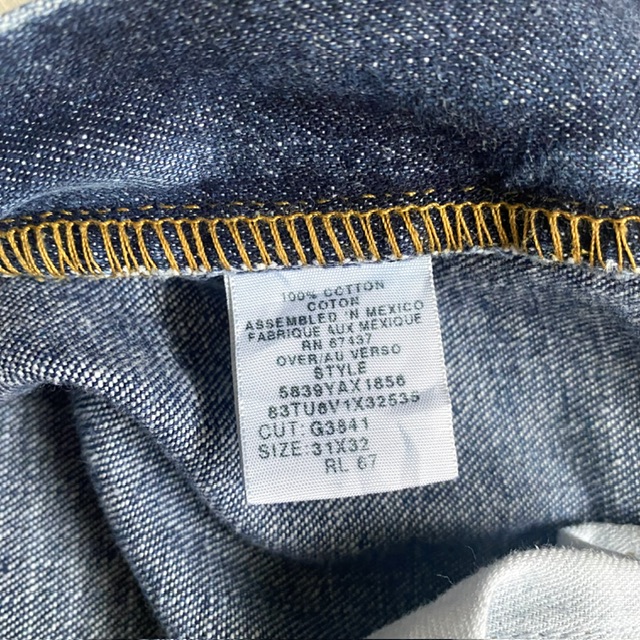 100% COTTON
COTON
ASSEMBLED IN MEXICO
FABRIQUE AUX MEXIQUE
RN 67437
OVER/AU VERSO
STYLE
5839YAX1856
83TU6V1X32535
CUT: G3841
SIZE: 31X32
RL 67